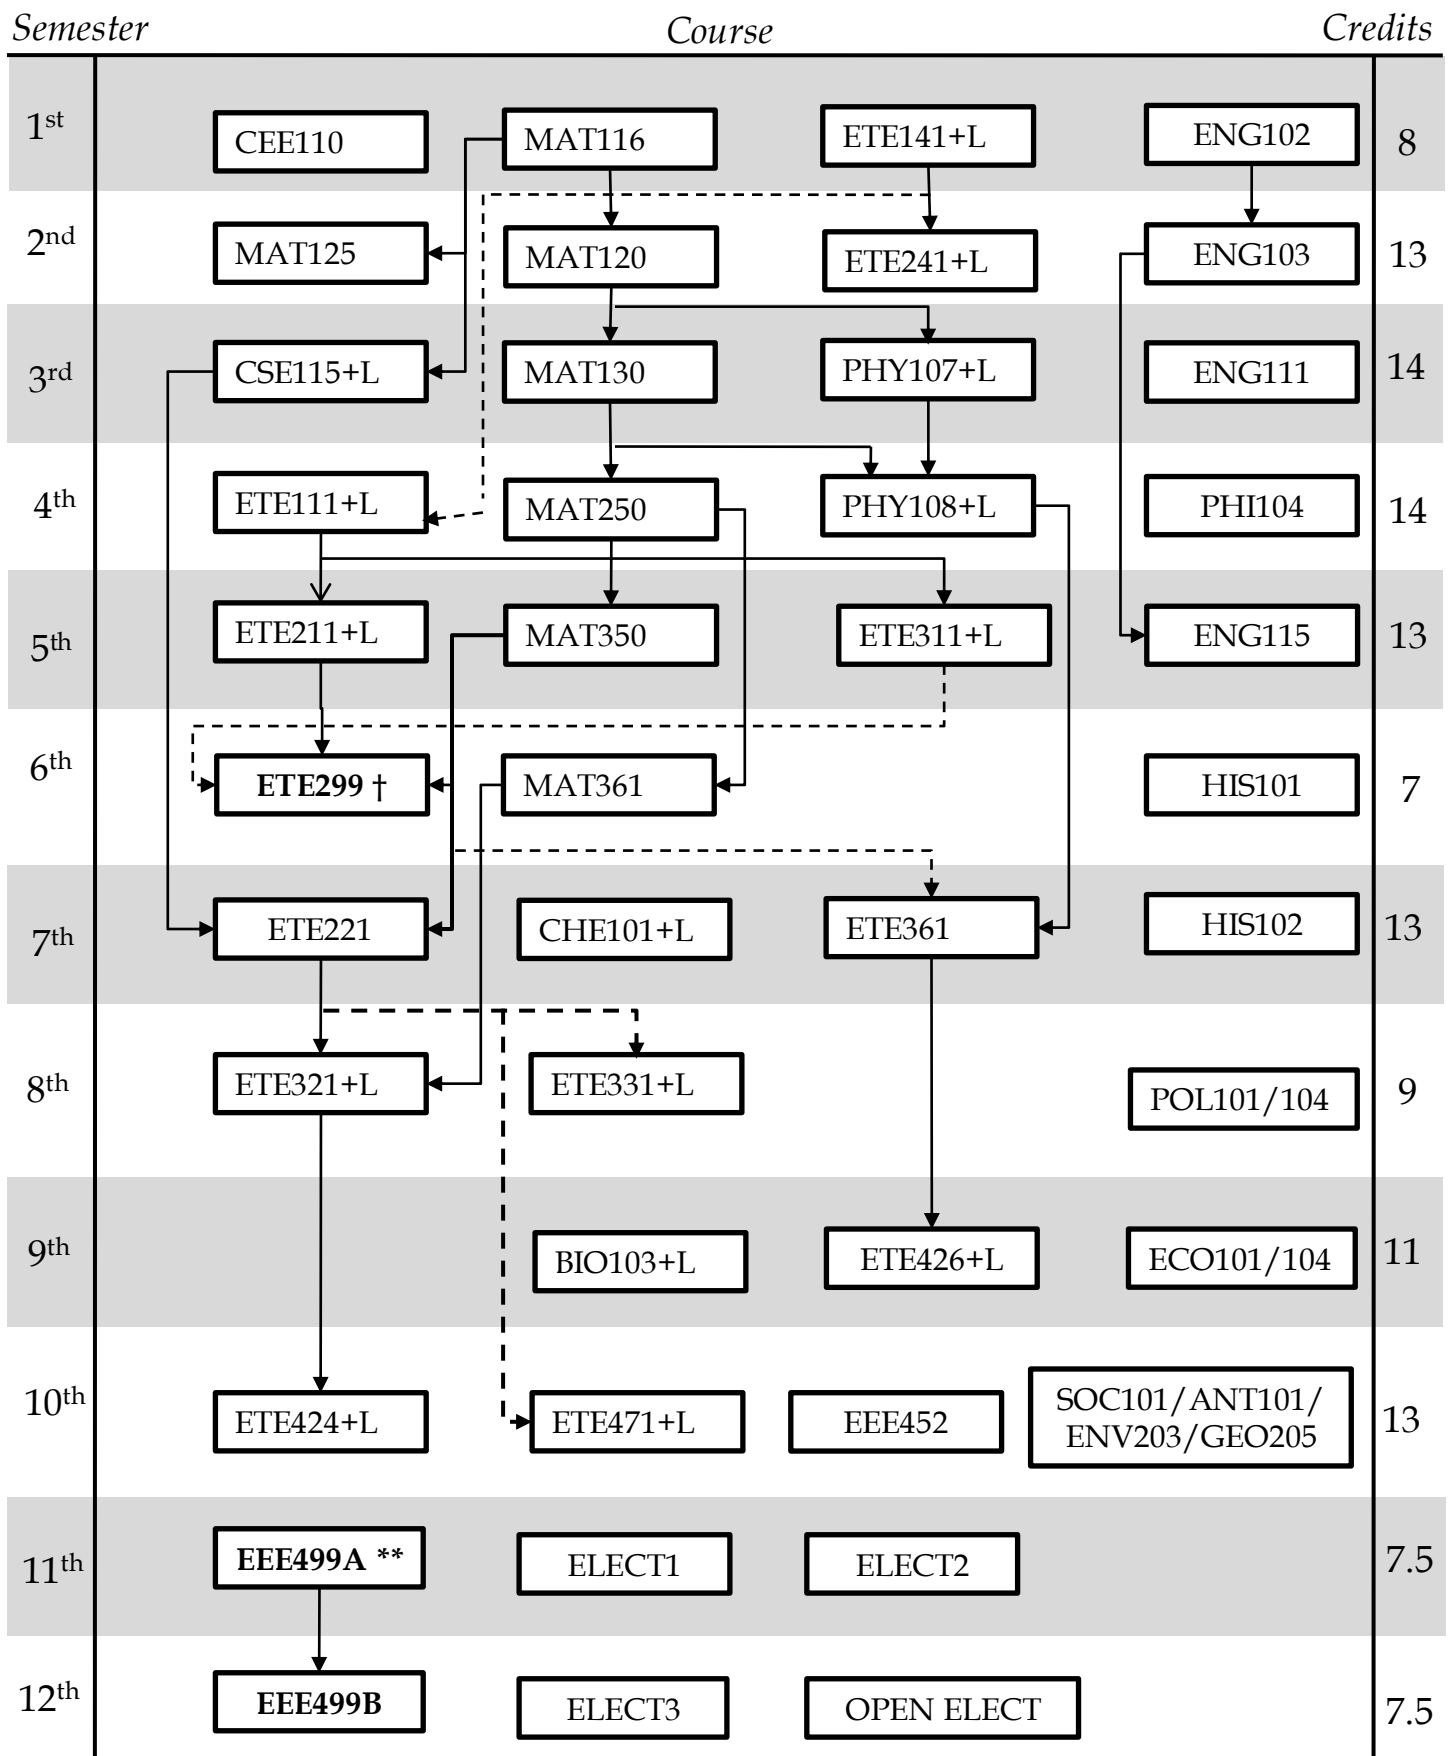 Semester Course Credits
1st CEE110 MAT116 ETE141+L ENG102 8
2nd MAT125 MAT120 ETE241+L ENG103 13
3rd CSE115+L MAT130 PHY107+L ENG111 14
4th ETE111+L MAT250 PHY108+L PHI104 14
5th ETE211+L MAT350 ETE311+L ENG115 13
6th ETE299 † MAT361 HIS101 7
7th ETE221 CHE101+L ETE361 HIS102 13
8th ETE321+L ETE331+L POL101/104 9
9th BIO103+L ETE426+L ECO101/104 11
10th ETE424+L ETE471+L EEE452 SOC101/ANT101/
ENV203/GEO205 13
11th EEE499A ** ELECT1 ELECT2 7.5
12th EEE499B ELECT3 OPEN ELECT 7.5